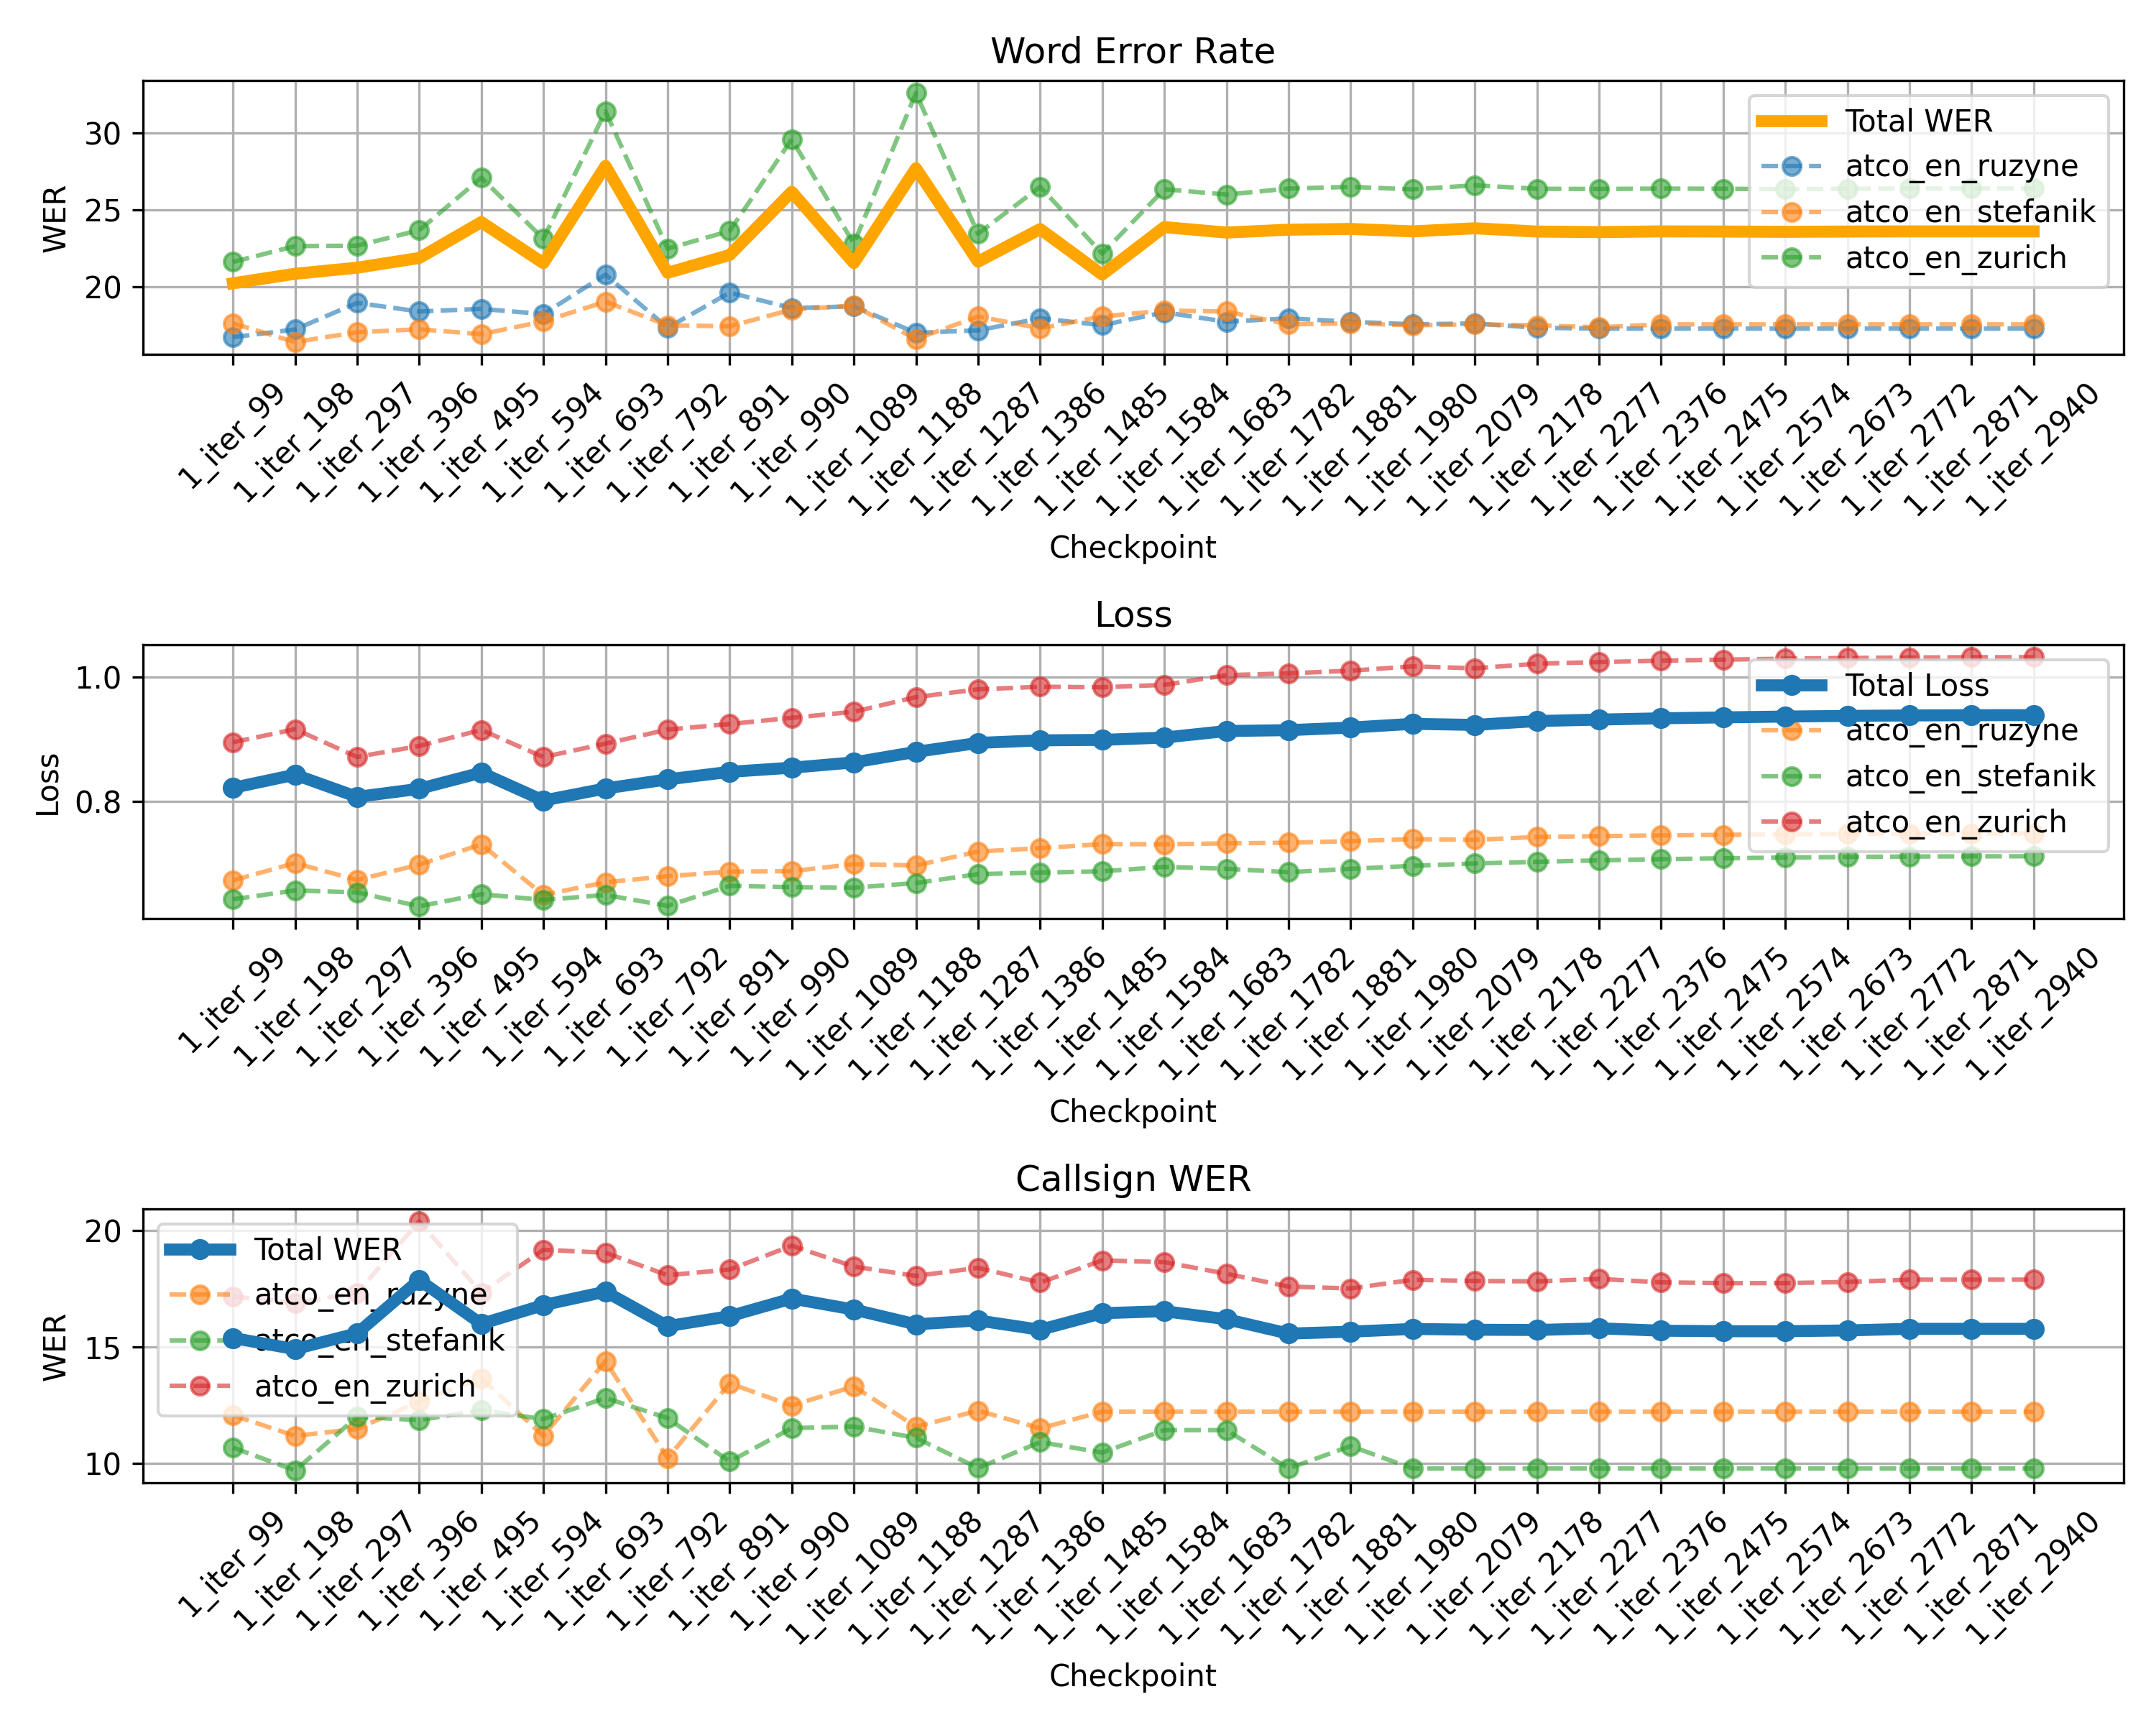 Word Error Rate
WER
30
25
20
Total WER
atco_en_ruzyne
atco_en_stefanik
atco_en_zurich
1_iter_99
1_iter_198
1_iter_297
1_iter_396
1_iter_495
1_iter_594
1_iter_693
1_iter_792
1_iter_891
1_iter_990
1_iter_1089
1_iter_1188
1_iter_1287
1_iter_1386
1_iter_1485
1_iter_1584
1_iter_1683
1_iter_1782
1_iter_1881
1_iter_1980
1_iter_2079
1_iter_2178
1_iter_2277
1_iter_2376
1_iter_2475
1_iter_2574
1_iter_2673
1_iter_2772
1_iter_2871
1_iter_2940
Checkpoint
Loss
Loss
1.0
0.8
Total Loss
atco_en_ruzyne
atco_en_stefanik
atco_en_zurich
1_iter_99
1_iter_198
1_iter_297
1_iter_396
1_iter_495
1_iter_594
1_iter_693
1_iter_792
1_iter_891
1_iter_990
1_iter_1089
1_iter_1188
1_iter_1287
1_iter_1386
1_iter_1485
1_iter_1584
1_iter_1683
1_iter_1782
1_iter_1881
1_iter_1980
1_iter_2079
1_iter_2178
1_iter_2277
1_iter_2376
1_iter_2475
1_iter_2574
1_iter_2673
1_iter_2772
1_iter_2871
1_iter_2940
Checkpoint
Callsign WER
WER
20
15
10
Total WER
atco_en_ruzyne
atco_en_stefanik
atco_en_zurich
1_iter_99
1_iter_198
1_iter_297
1_iter_396
1_iter_495
1_iter_594
1_iter_693
1_iter_792
1_iter_891
1_iter_990
1_iter_1089
1_iter_1188
1_iter_1287
1_iter_1386
1_iter_1485
1_iter_1584
1_iter_1683
1_iter_1782
1_iter_1881
1_iter_1980
1_iter_2079
1_iter_2178
1_iter_2277
1_iter_2376
1_iter_2475
1_iter_2574
1_iter_2673
1_iter_2772
1_iter_2871
1_iter_2940
Checkpoint